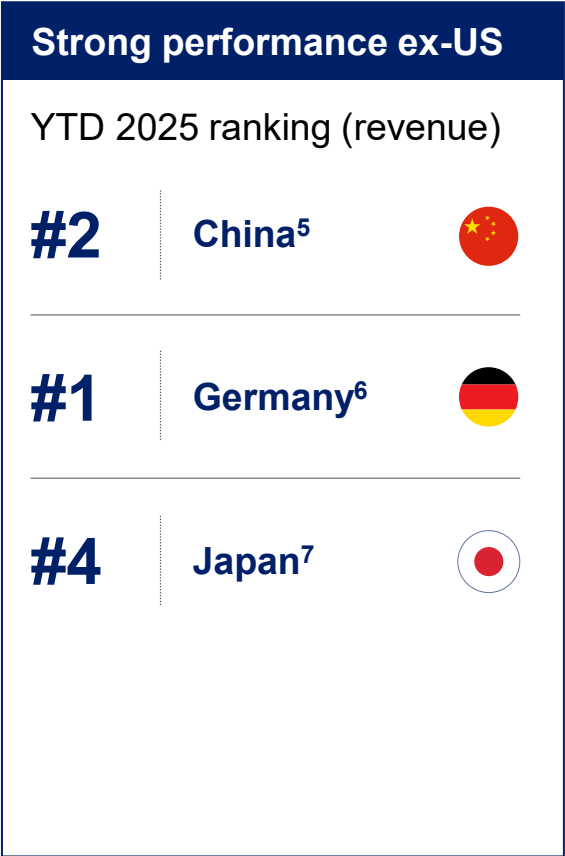 Strong performance ex-US
YTD 2025 ranking (revenue)
#2 China⁵
#1 Germany⁶
#4 Japan⁷